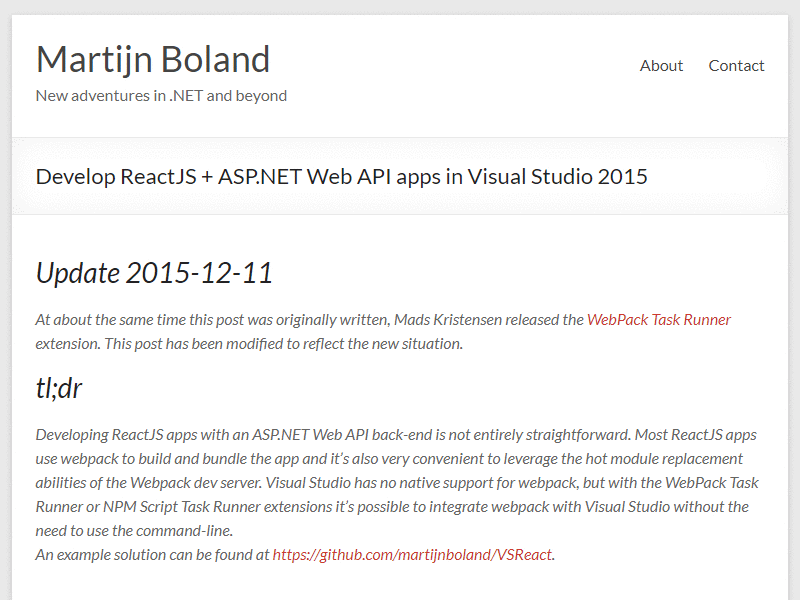 Martijn Boland
About Contact
New adventures in .NET and beyond
Develop ReactJS + ASP.NET Web API apps in Visual Studio 2015
Update 2015-12-11
At about the same time this post was originally written, Mads Kristensen released the WebPack Task Runner
extension. This post has been modified to reflect the new situation.
tl;dr
Developing ReactJS apps with an ASP.NET Web API back-end is not entirely straightforward. Most ReactJS apps
use webpack to build and bundle the app and it’s also very convenient to leverage the hot module replacement
abilities of the Webpack dev server. Visual Studio has no native support for webpack, but with the WebPack Task
Runner or NPM Script Task Runner extensions it’s possible to integrate webpack with Visual Studio without the
need to use the command-line.
An example solution can be found at https://github.com/martijnboland/VSReact.